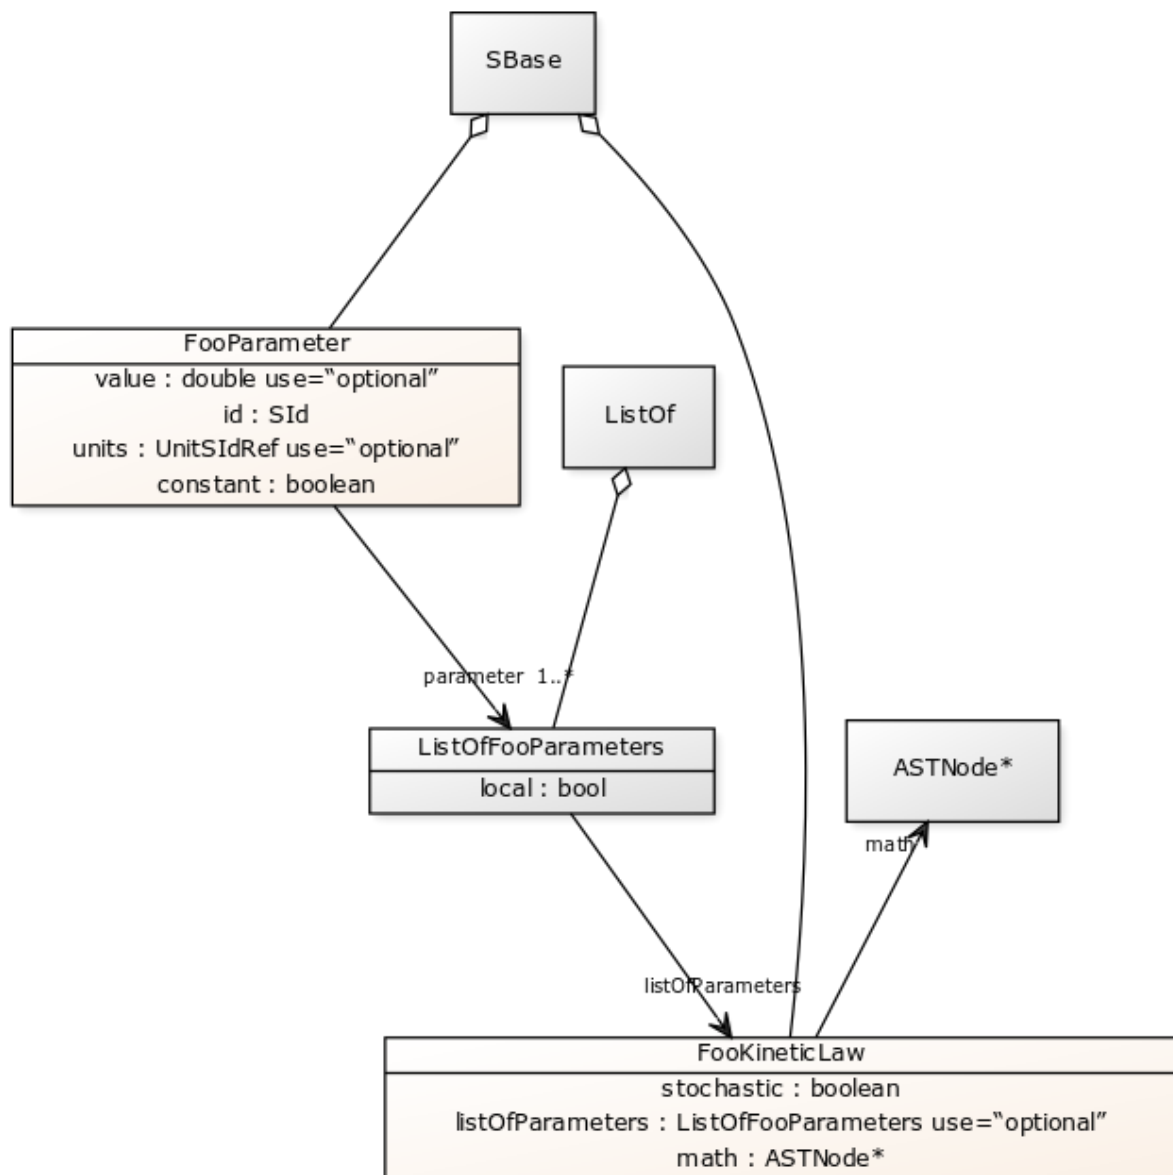 SBase
FooParameter
value : double use=“optional”
id : SId
units : UnitSIdRef use=“optional”
constant : boolean
ListOf
parameter 1..*
ListOfFooParameters
local : bool
ASTNode*
math
listOfParameters
FooKineticLaw
stochastic : boolean
listOfParameters : ListOfFooParameters use=“optional”
math : ASTNode*